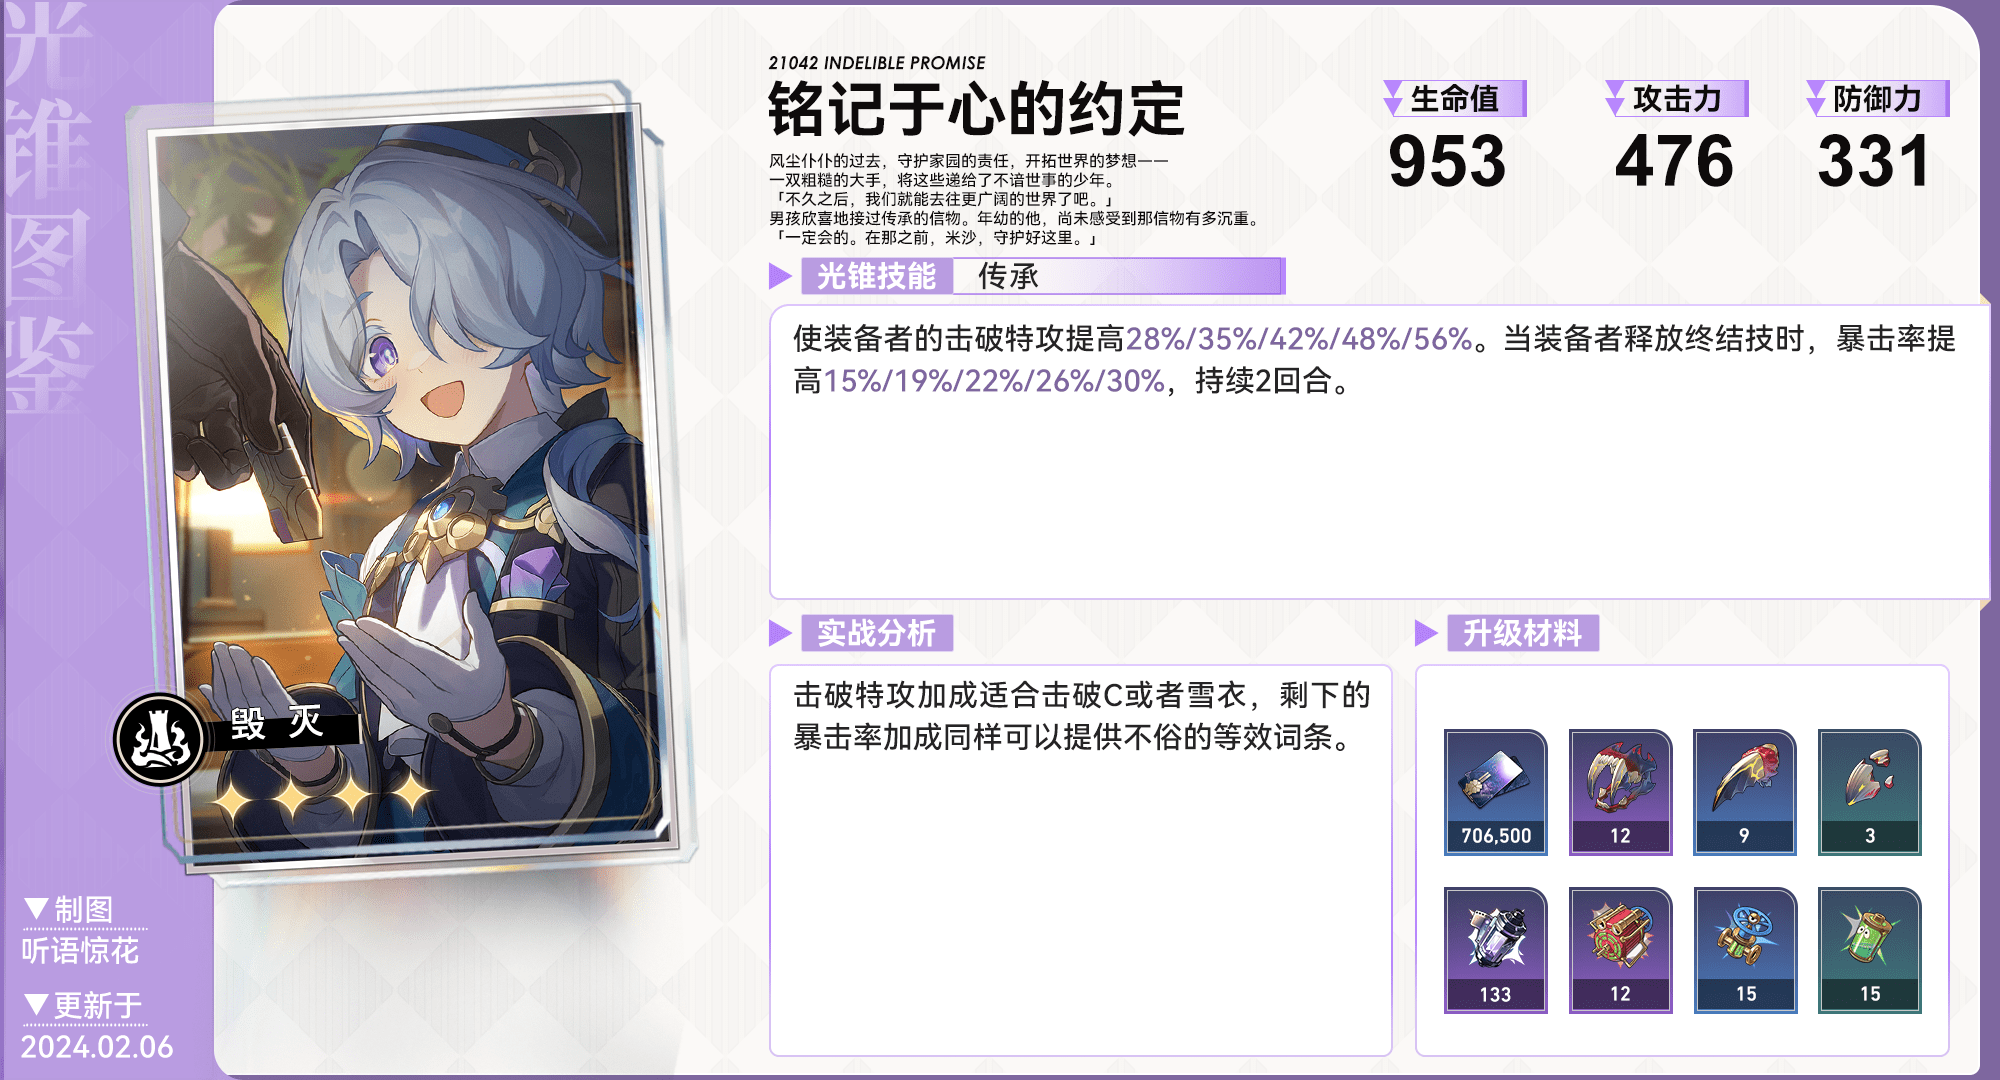 光锥图鉴
21042 INDELIBLE PROMISE
铭记于心的约定
风尘仆仆的过去，守护家园的责任，开拓世界的梦想——
一双粗糙的大手，将这些递给了不谙世事的少年。
「不久之后，我们就能去往更广阔的世界了吧。」
男孩欣喜地接过传承的信物。年幼的他，尚未感受到那信物有多沉重。
「一定会的。在那之前，米沙，守护好这里。」
生命值
953
攻击力
476
防御力
331
光锥技能 传承
使装备者的击破特攻提高28%/35%/42%/48%/56%。当装备者释放终结技时，暴击率提
高15%/19%/22%/26%/30%，持续2回合。
毁灭
实战分析
击破特攻加成适合击破C或者雪衣，剩下的
暴击率加成同样可以提供不俗的等效词条。
升级材料
706,500 12 9 3
133 12 15 15
▼制图
听语惊花
▼更新于
2024.02.06